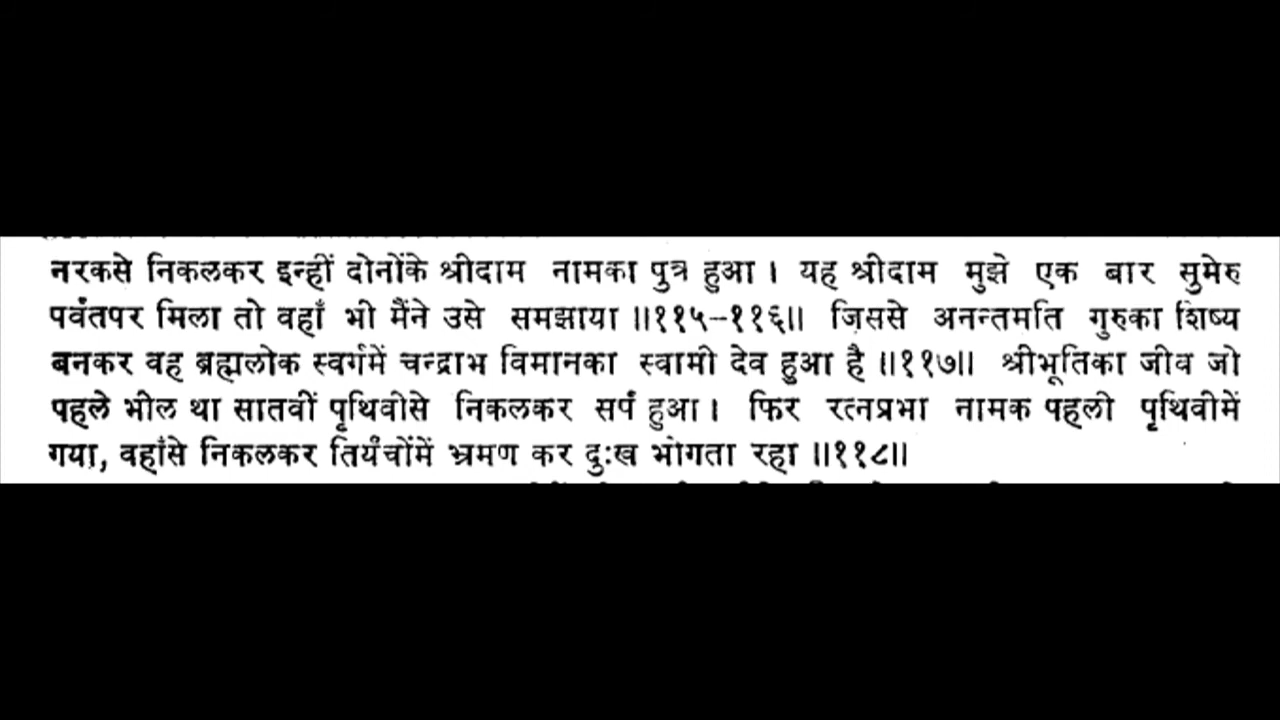 नरकसे निकलकर इन्हीं दोनोंके श्रीदाम नामका पुत्र हुआ । यह श्रीदाम मुझे एक बार सुमेरु
पर्वतपर मिला तो वहाँ भी मैंने उसे समझाया ॥११५–११६॥ जिससे अनन्तमति गुरुका शिष्य
बनकर वह ब्रह्मलोक स्वर्गमें चन्द्राभ विमानका स्वामी देव हुआ है ॥११७॥ श्रीभूतिका जीव जो
पहले भील था सातवीं पृथिवीसे निकलकर सर्प हुआ । फिर रत्नप्रभा नामक पहली पृथिवीमें
गया, वहाँसे निकलकर तिर्यंचोंमें भ्रमण कर दुःख भोगता रहा ॥११८॥